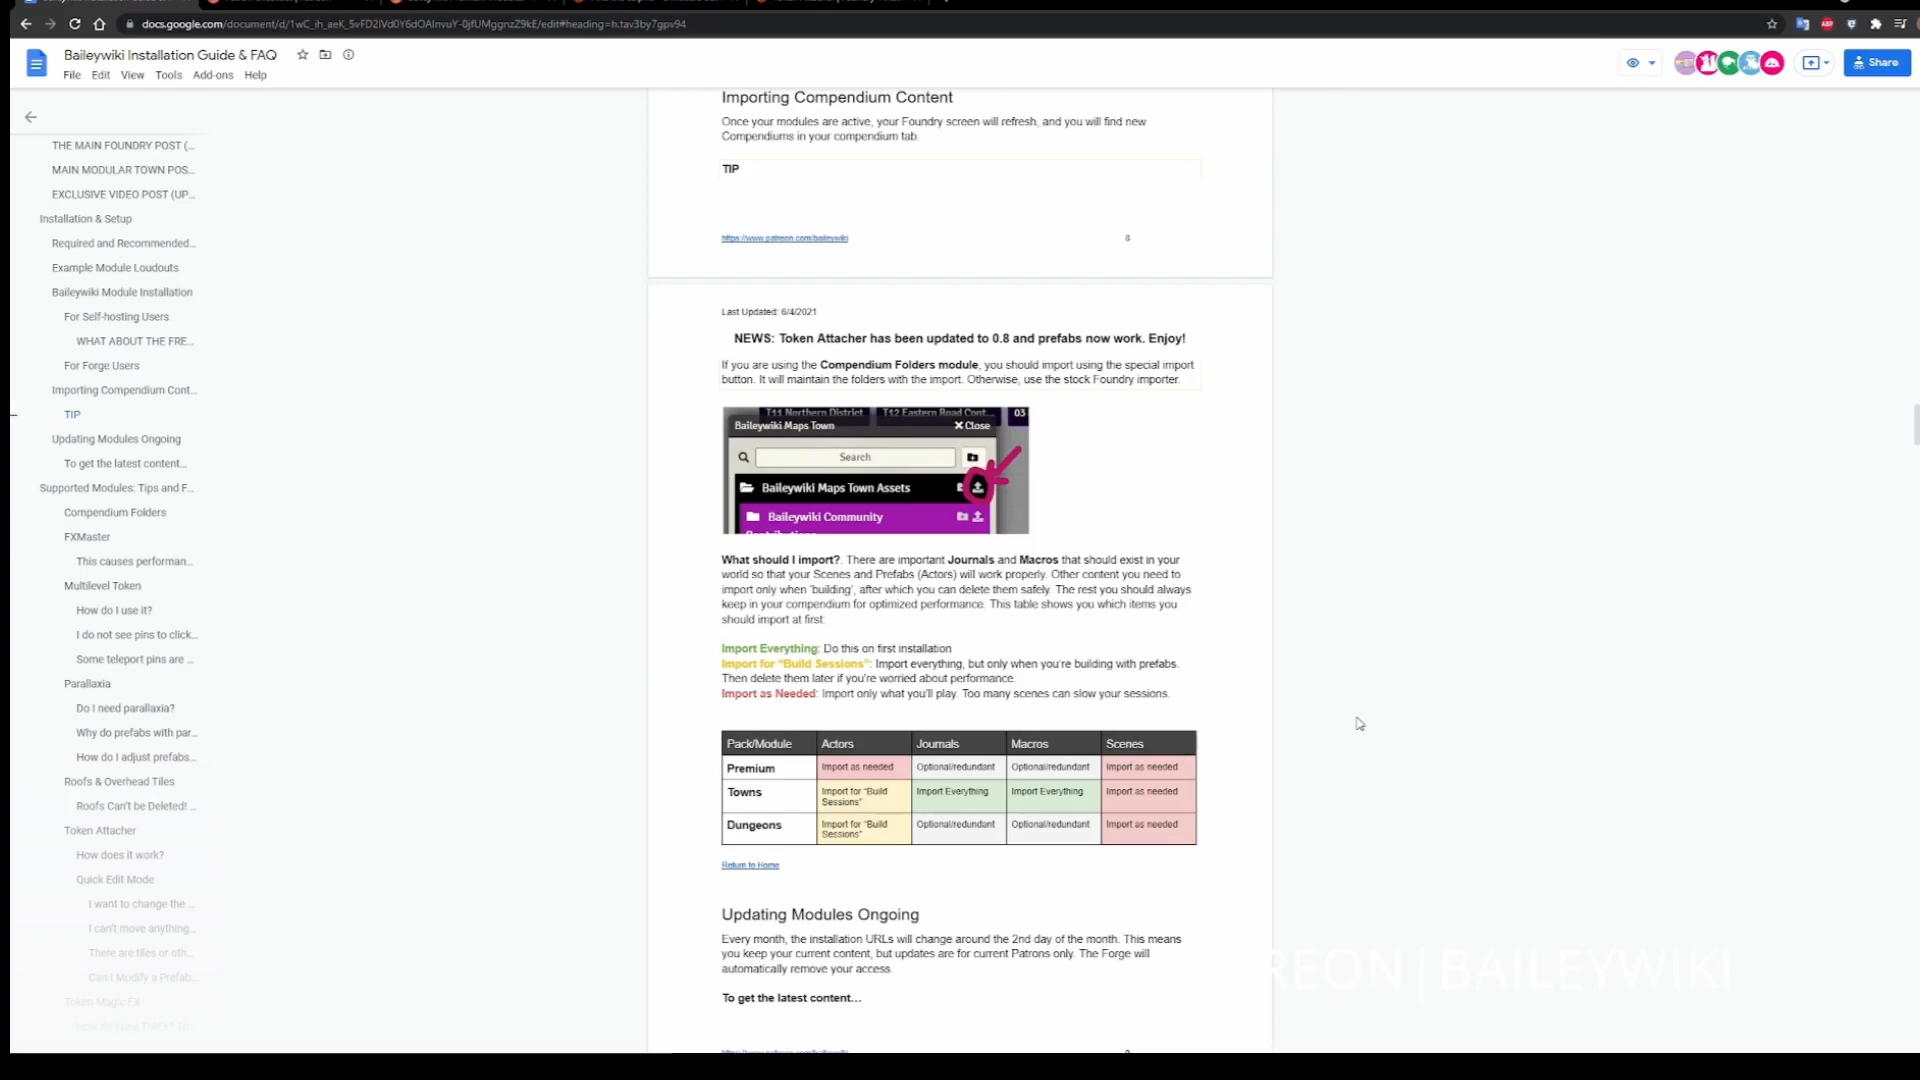 docs.google.com/document/d/1wC_ih_aeK_5vFD2lVd0Y6dOAInvuY-0jfUMggnzZ9kE/edit#heading=h.tav3by7gpv94
Baileywiki Installation Guide & FAQ
File Edit View Tools Add-ons Help
Share
THE MAIN FOUNDRY POST (...
MAIN MODULAR TOWN POS...
EXCLUSIVE VIDEO POST (UP...
Installation & Setup
Required and Recommended...
Example Module Loudouts
Baileywiki Module Installation
For Self-hosting Users
WHAT ABOUT THE FRE...
For Forge Users
Importing Compendium Cont...
TIP
Updating Modules Ongoing
To get the latest content...
Supported Modules: Tips and F...
Compendium Folders
FXMaster
This causes performan...
Multilevel Token
How do I use it?
I do not see pins to click...
Some teleport pins are ...
Parallaxia
Do I need parallaxia?
Why do prefabs with par...
How do I adjust prefabs...
Roofs & Overhead Tiles
Roofs Can't be Deleted! ...
Token Attacher
How does it work?
Quick Edit Mode
I want to change the ...
I can't move anything...
There are tiles or oth...
Can I Modify a Prefab...
Token Magic FX
Importing Compendium Content
Once your modules are active, your Foundry screen will refresh, and you will find new
Compendiums in your compendium tab.
TIP
https://www.patreon.com/baileywiki 8
Last Updated: 6/4/2021
NEWS: Token Attacher has been updated to 0.8 and prefabs now work. Enjoy!
If you are using the Compendium Folders module, you should import using the special import
button. It will maintain the folders with the import. Otherwise, use the stock Foundry importer.
T11 Northern District T12 Eastern Road Cont... 03
Baileywiki Maps Town Close
Search
Baileywiki Maps Town Assets
Baileywiki Community
What should I import?. There are important Journals and Macros that should exist in your
world so that your Scenes and Prefabs (Actors) will work properly. Other content you need to
import only when 'building', after which you can delete them safely. The rest you should always
keep in your compendium for optimized performance. This table shows you which items you
should import at first:
Import Everything: Do this on first installation
Import for "Build Sessions": Import everything, but only when you're building with prefabs.
Then delete them later if you're worried about performance.
Import as Needed: Import only what you'll play. Too many scenes can slow your sessions.
Pack/Module Actors Journals Macros Scenes
Premium Import as needed Optional/redundant Optional/redundant Import as needed
Towns Import for "Build Sessions" Import Everything Import Everything Import as needed
Dungeons Import for "Build Sessions" Optional/redundant Optional/redundant Import as needed
Return to Home
Updating Modules Ongoing
Every month, the installation URLs will change around the 2nd day of the month. This means
you keep your current content, but updates are for current Patrons only. The Forge will
automatically remove your access.
To get the latest content...
REON | BAILEYWIKI